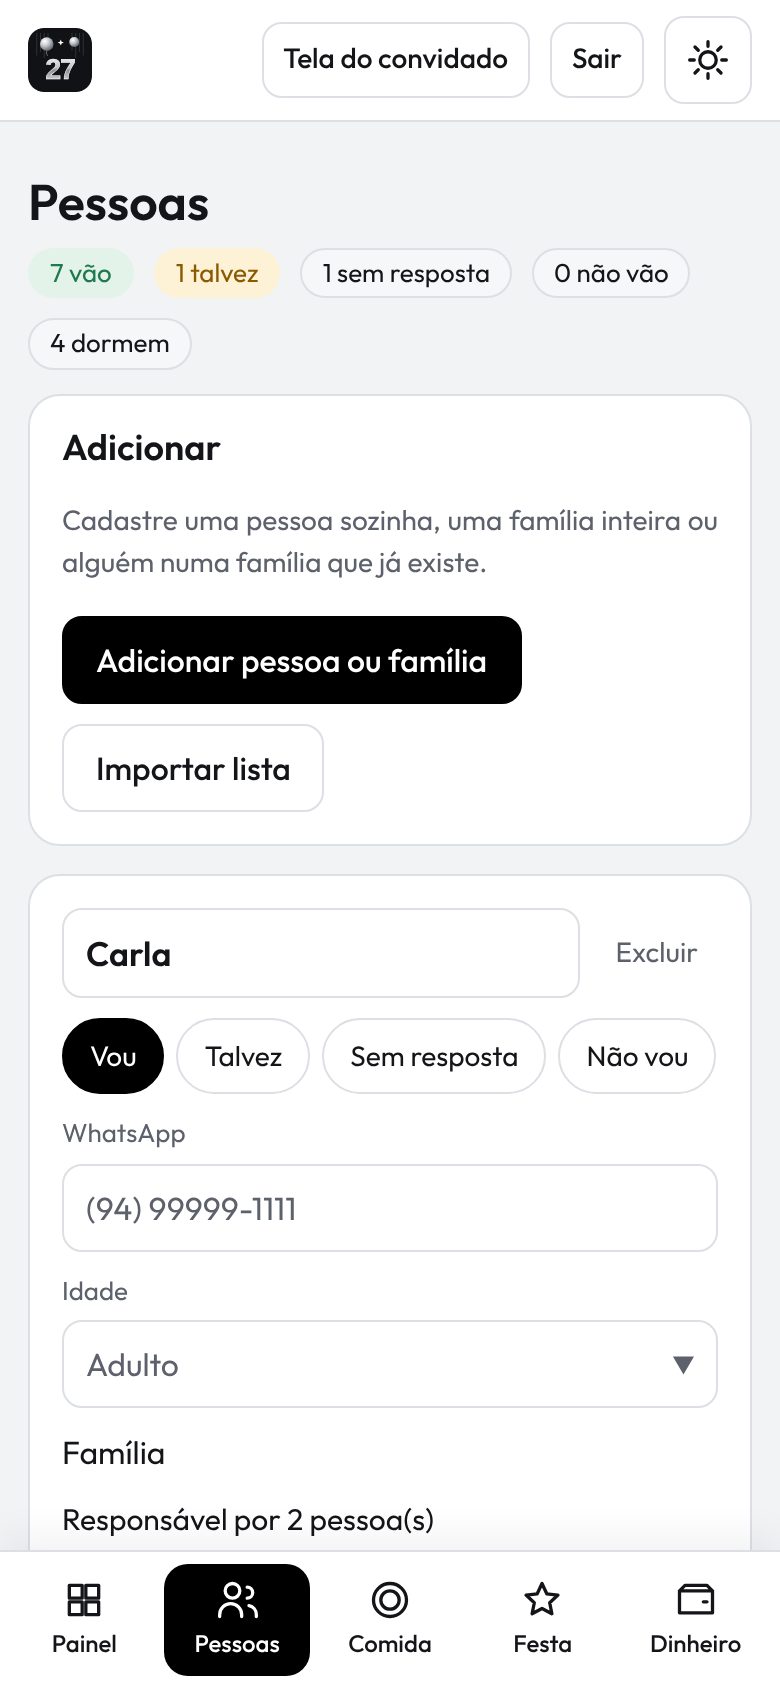 27
Tela do convidado
Sair
Pessoas
7 vão
1 talvez
1 sem resposta
0 não vão
4 dormem
Adicionar
Cadastre uma pessoa sozinha, uma família inteira ou
alguém numa família que já existe.
Adicionar pessoa ou família
Importar lista
Carla
Excluir
Vou
Talvez
Sem resposta
Não vou
WhatsApp
(94) 99999-1111
Idade
Adulto
Família
Responsável por 2 pessoa(s)
Painel
Pessoas
Comida
Festa
Dinheiro